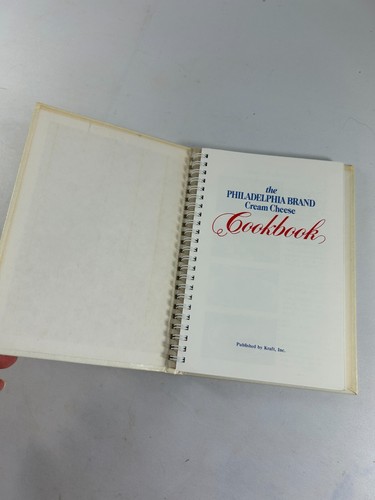 the
PHILADELPHIA BRAND
Cream Cheese
Cookbook
Published by Kraft, Inc.